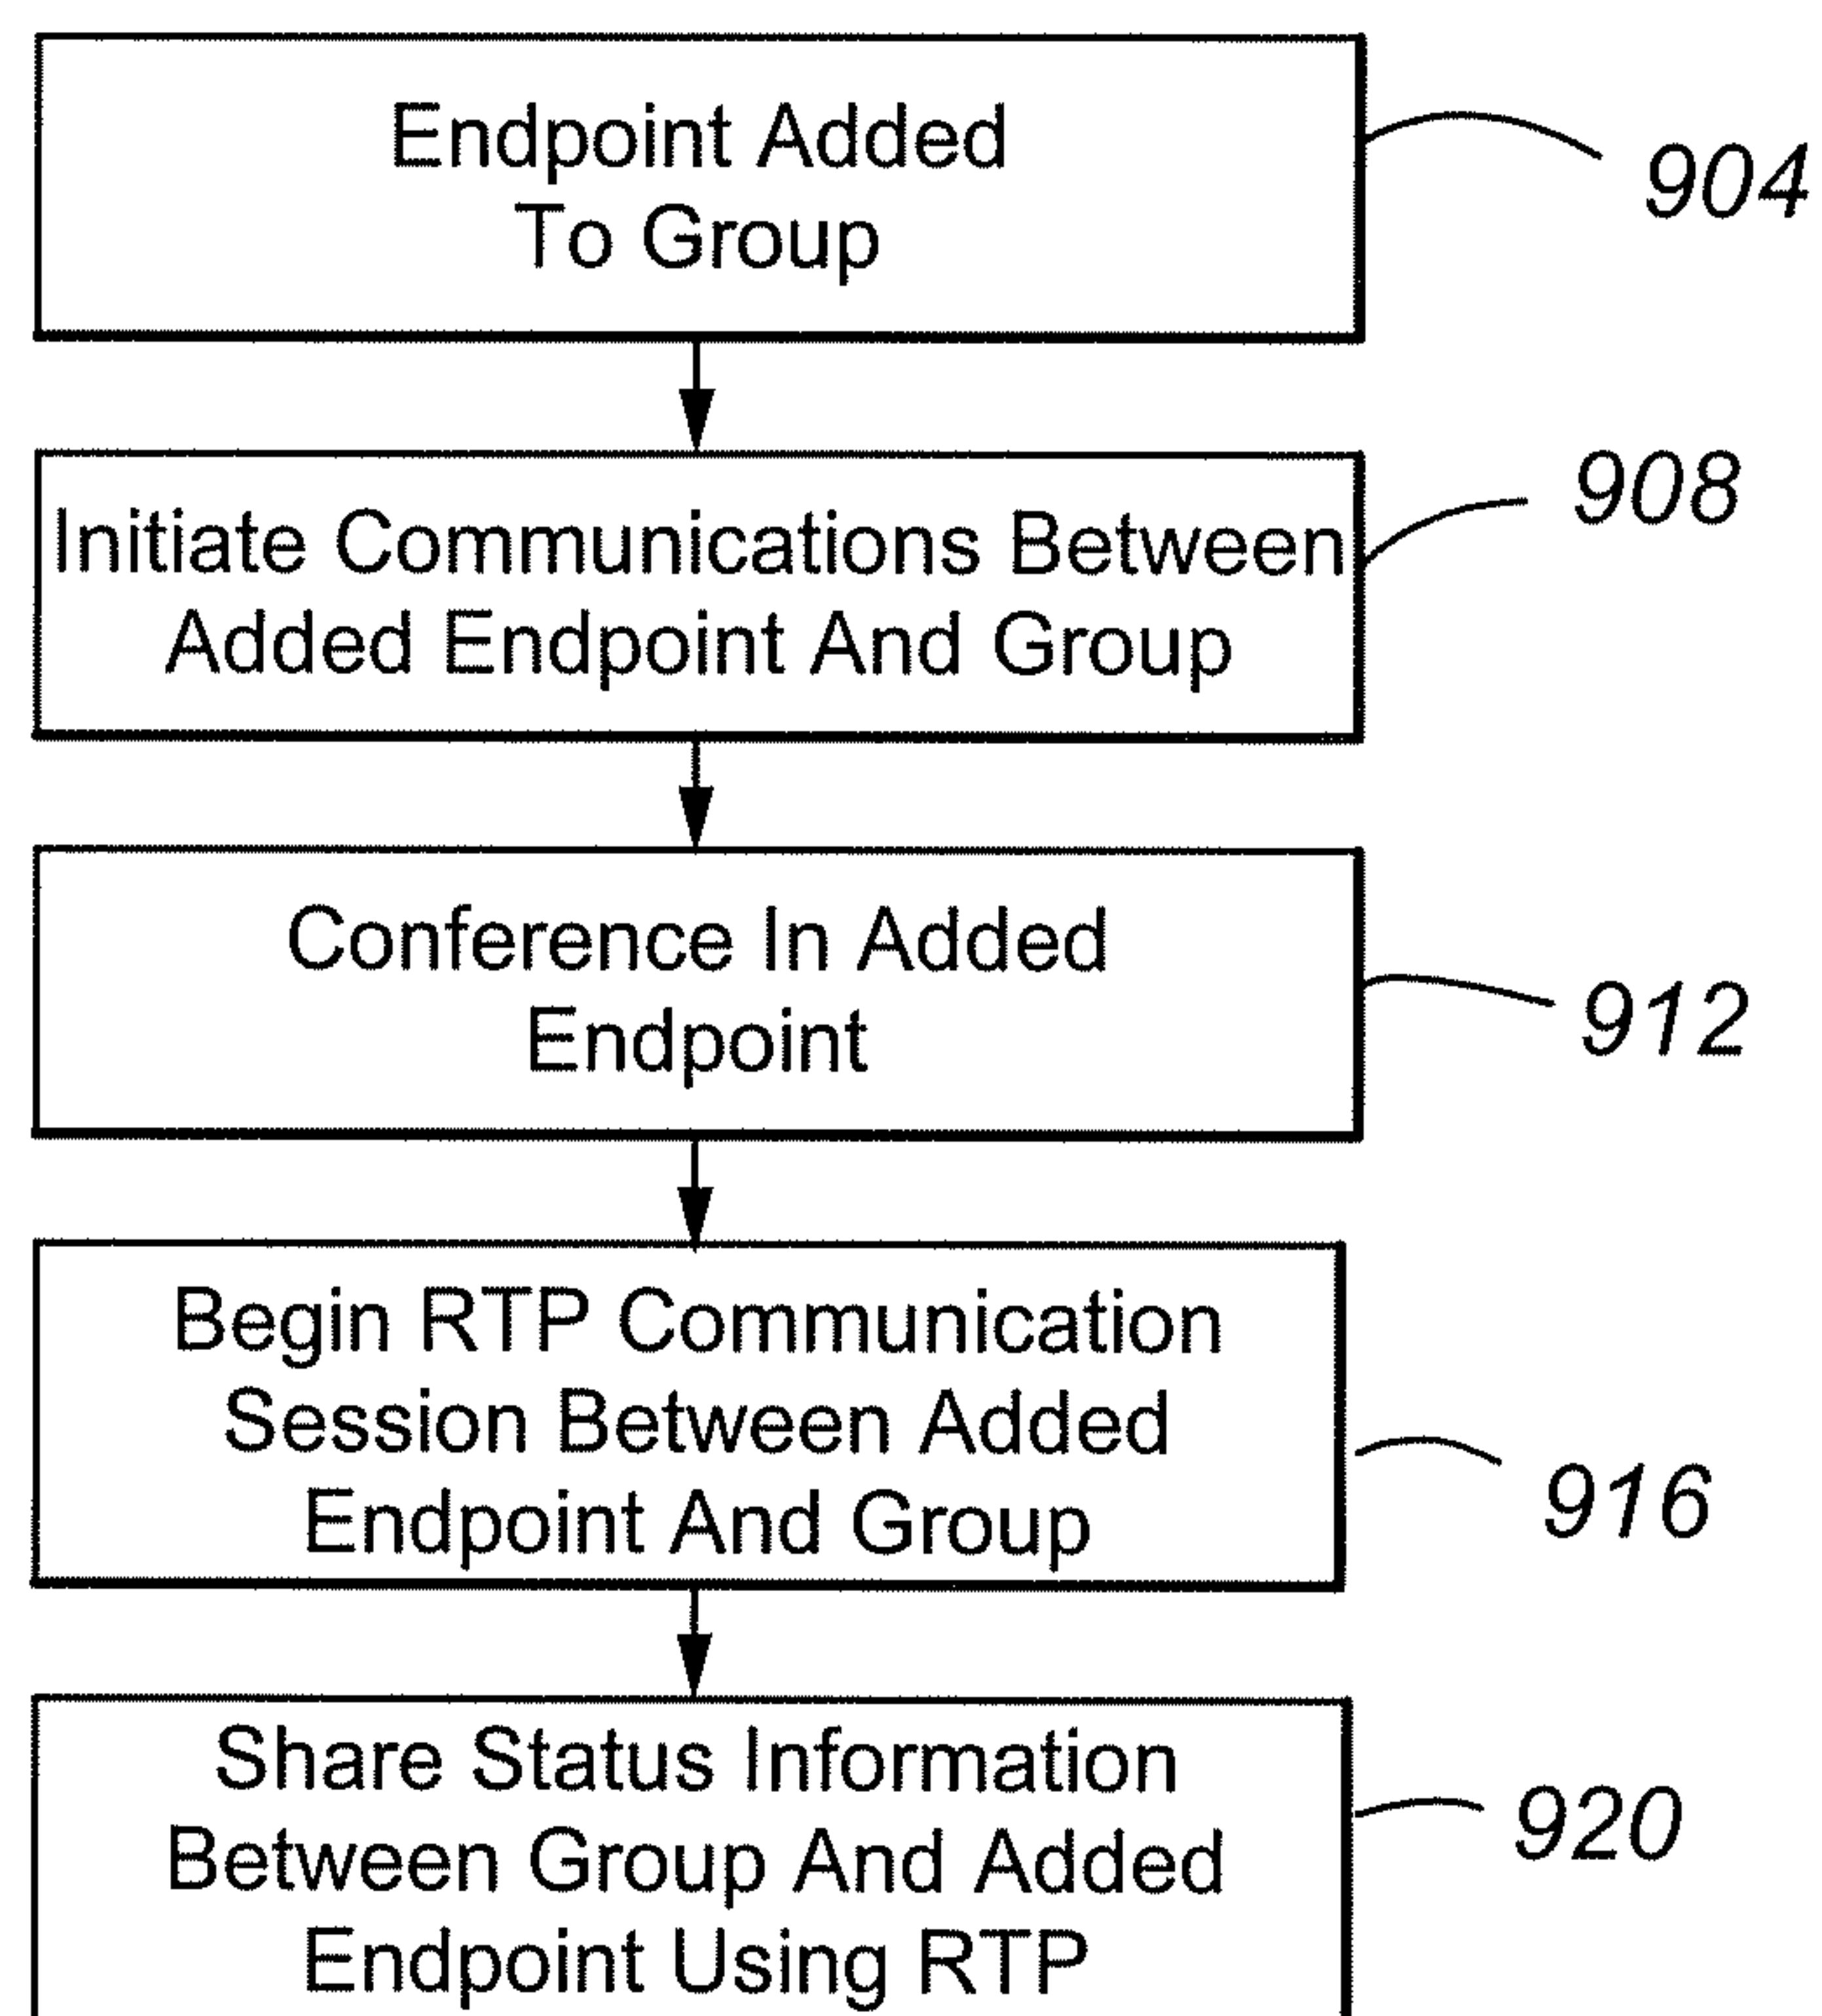 Endpoint Added
To Group
904
Initiate Communications Between
Added Endpoint And Group
908
Conference In Added
Endpoint
912
Begin RTP Communication
Session Between Added
Endpoint And Group
916
Share Status Information
Between Group And Added
Endpoint Using RTP
920